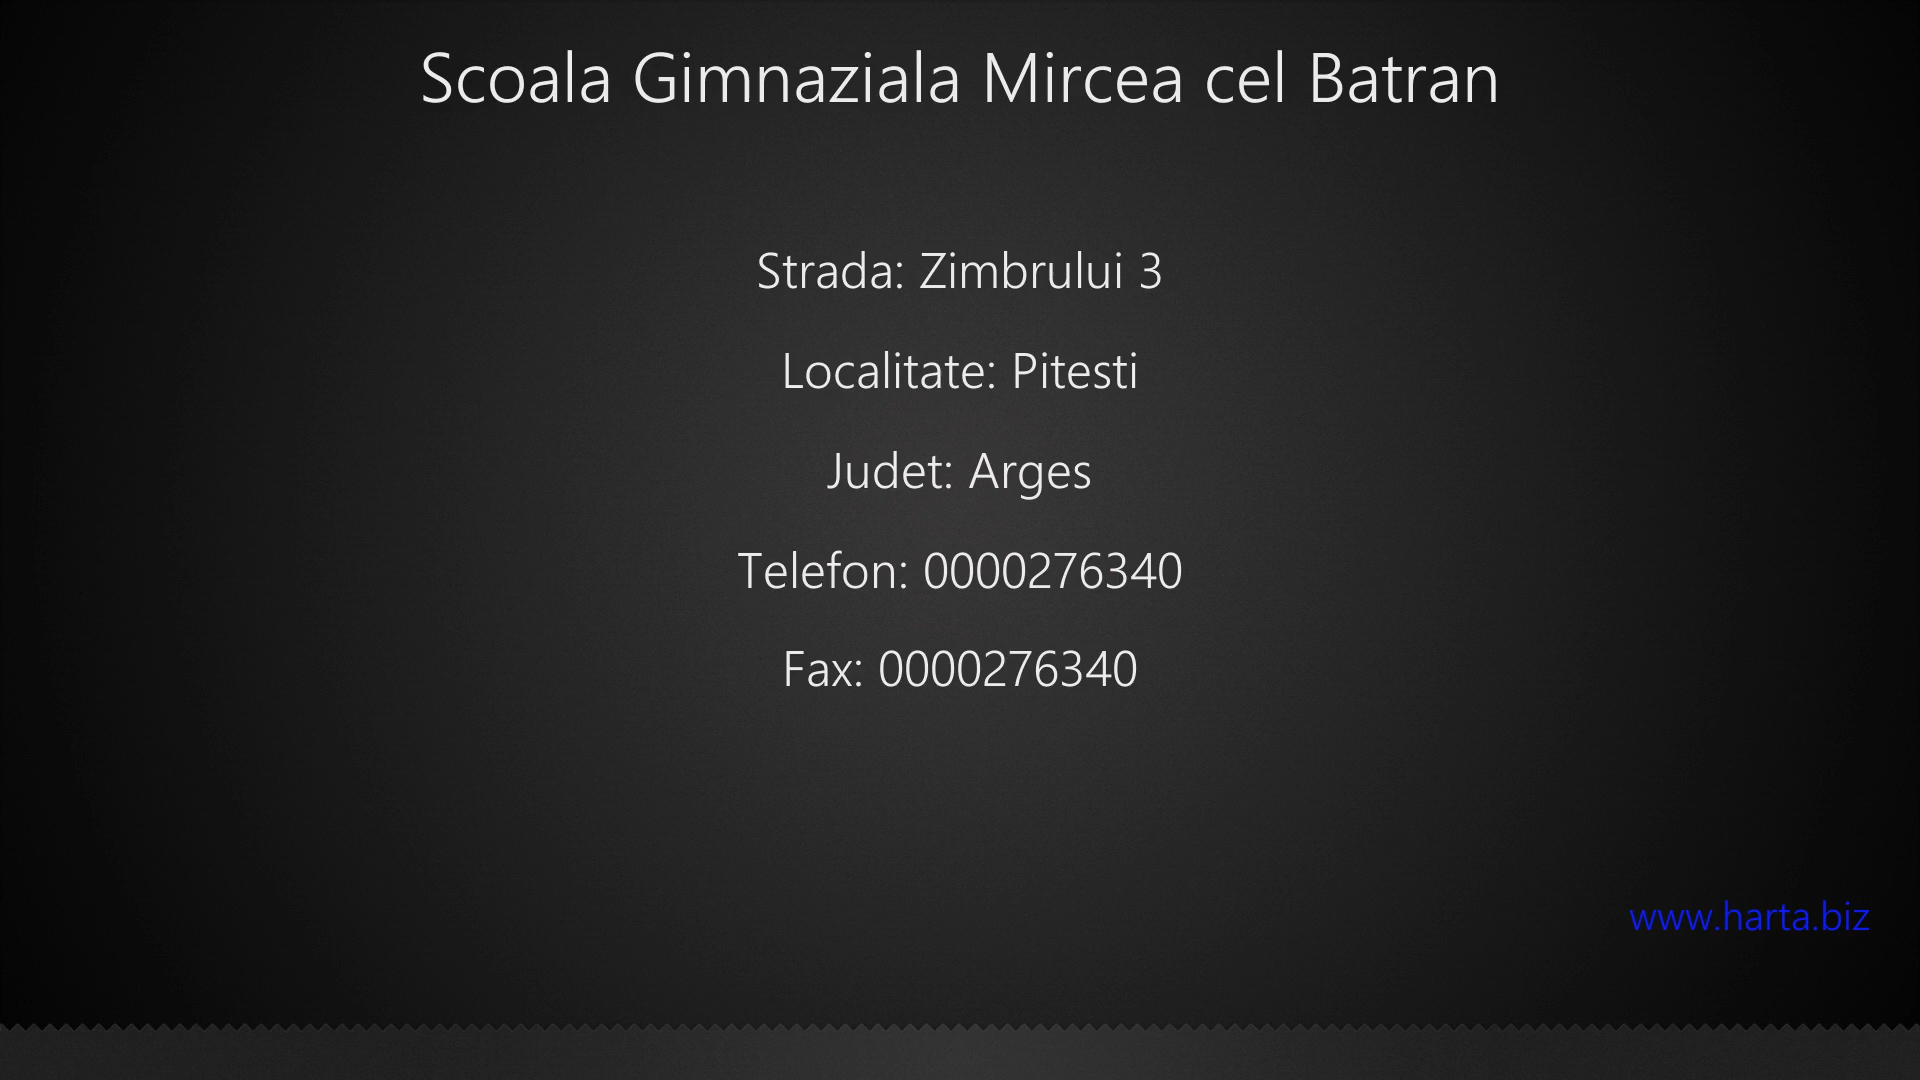 Scoala Gimnaziala Mircea cel Batran
Strada: Zimbrului 3
Localitate: Pitesti
Judet: Arges
Telefon: 0000276340
Fax: 0000276340
www.harta.biz